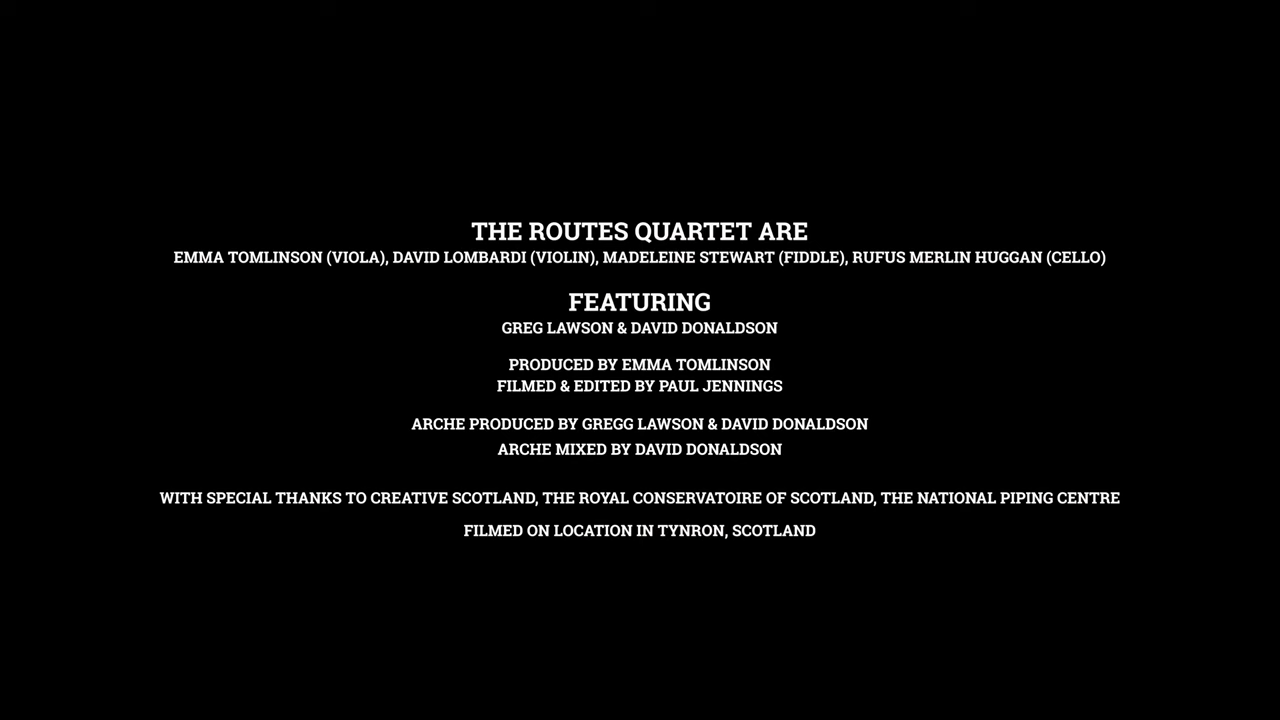 THE ROUTES QUARTET ARE
EMMA TOMLINSON (VIOLA), DAVID LOMBARDI (VIOLIN), MADELEINE STEWART (FIDDLE), RUFUS MERLIN HUGGAN (CELLO)
FEATURING
GREG LAWSON & DAVID DONALDSON
PRODUCED BY EMMA TOMLINSON
FILMED & EDITED BY PAUL JENNINGS
ARCHE PRODUCED BY GREGG LAWSON & DAVID DONALDSON
ARCHE MIXED BY DAVID DONALDSON
WITH SPECIAL THANKS TO CREATIVE SCOTLAND, THE ROYAL CONSERVATOIRE OF SCOTLAND, THE NATIONAL PIPING CENTRE
FILMED ON LOCATION IN TYNRON, SCOTLAND